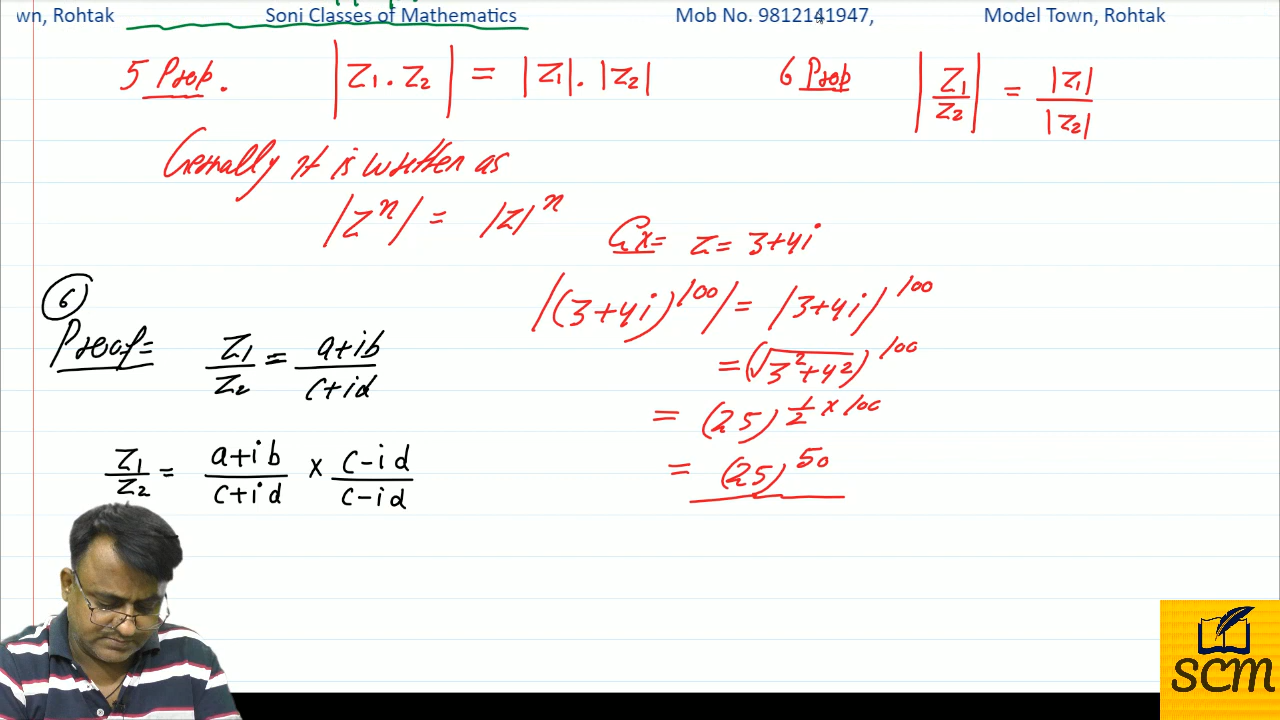 wn, Rohtak Soni Classes of Mathematics Mob No. 9812141947, Model Town, Rohtak
5 Prop. |Z₁ . Z₂| = |Z₁| . |Z₂|
6 Prop |Z₁/Z₂| = |Z₁|/|Z₂|
Genrally it is written as
|Zⁿ| = |Z|ⁿ
Ex= z = 3+4i
|(3+4i)¹⁰⁰| = |3+4i|¹⁰⁰
= (√3²+4²)¹⁰⁰
= (25)^1/2 × 100
= (25)⁵⁰
6
Proof= Z₁/Z₂ = a+ib/c+id
Z₁/Z₂ = a+ib/c+id × c-id/c-id
SCM